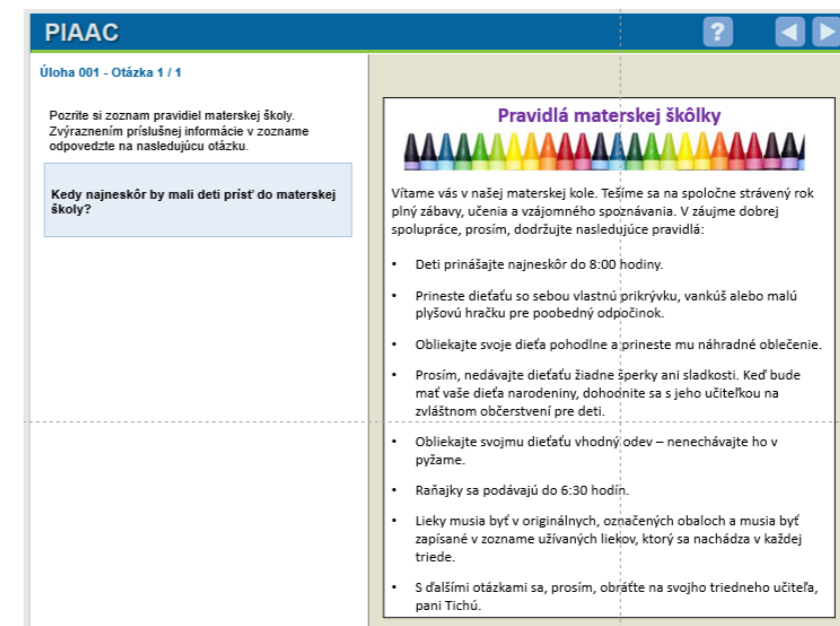 PIAAC
?
Úloha 001 - Otázka 1 / 1
Pozrite si zoznam pravidiel materskej školy.
Zvýraznením príslušnej informácie v zozname
odpovedzte na nasledujúcu otázku.
Kedy najneskôr by mali deti prísť do materskej
školy?
Pravidlá materskej škôlky
Vítame vás v našej materskej kole. Tešíme sa na spoločne strávený rok
plný zábavy, učenia a vzájomného spoznávania. V záujme dobrej
spolupráce, prosím, dodržujte nasledujúce pravidlá:
• Deti prinášajte najneskôr do 8:00 hodiny.
• Prineste dieťaťu so sebou vlastnú prikrývku, vankúš alebo malú
plyšovú hračku pre poobedný odpočinok.
• Obliekajte svoje dieťa pohodlne a prineste mu náhradné oblečenie.
• Prosím, nedávajte dieťaťu žiadne šperky ani sladkosti. Keď bude
mať vaše dieťa narodeniny, dohodnite sa s jeho učiteľkou na
zvláštnom občerstvení pre deti.
• Obliekajte svojmu dieťaťu vhodný odev – nenechávajte ho v
pyžame.
• Raňajky sa podávajú do 6:30 hodín.
• Lieky musia byť v originálnych, označených obaloch a musia byť
zapísané v zozname užívaných liekov, ktorý sa nachádza v každej
triede.
• S ďalšími otázkami sa, prosím, obráťte na svojho triedneho učiteľa,
pani Tichú.